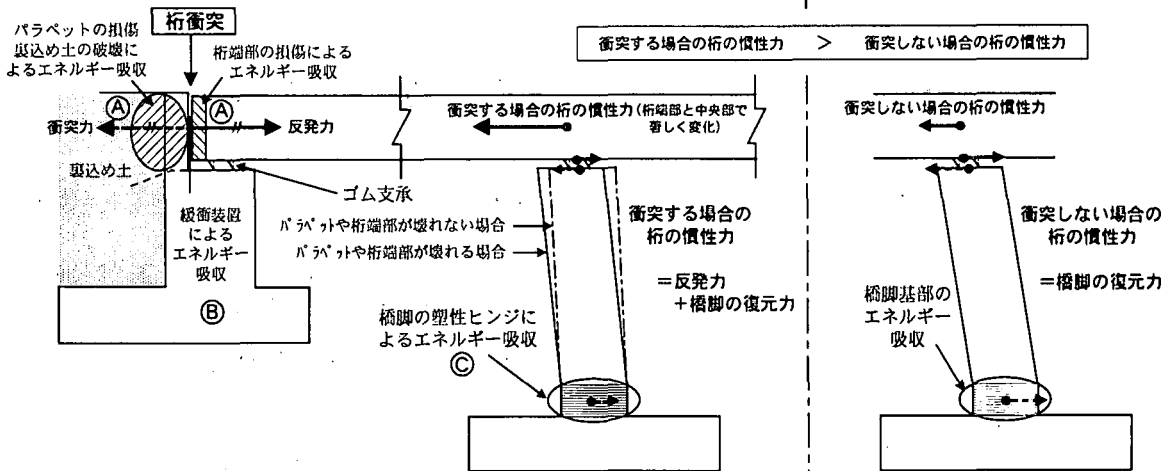 パラペットの損傷
裏込め土の破壊に
よるエネルギー吸収
桁衝突
桁端部の損傷による
エネルギー吸収
衝突する場合の桁の慣性力 > 衝突しない場合の桁の慣性力
Ⓐ
Ⓐ
衝突力
反発力
衝突する場合の桁の慣性力(桁端部と中央部で
著しく変化)
衝突しない場合の桁の慣性力
裏込め土
ゴム支承
緩衝装置
による
エネルギー
吸収
Ⓑ
パラペットや桁端部が壊れない場合
パラペットや桁端部が壊れる場合
衝突する場合の
桁の慣性力
=反発力
+橋脚の復元力
衝突しない場合の
桁の慣性力
=橋脚の復元力
橋脚の塑性ヒンジに
よるエネルギー吸収
Ⓒ
橋脚基部の
エネルギー
吸収